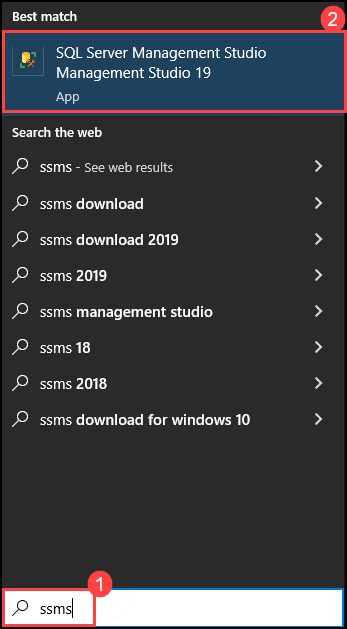 Best match
2
SQL Server Management Studio
Management Studio 19
App
Search the web
ssms - See web results
ssms download
ssms download 2019
ssms 2019
ssms management studio
ssms 18
ssms 2018
ssms download for windows 10
1
ssms